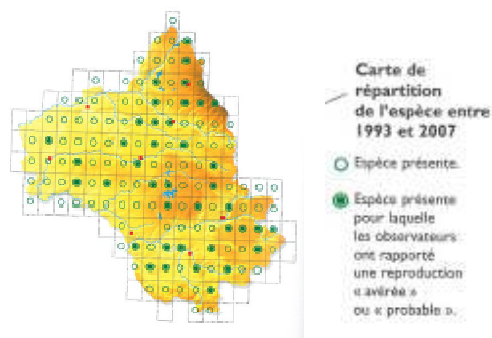 Carte de
répartition
de l'espèce entre
1993 et 2007
Espèce présente.
Espèce présente
pour laquelle
les observateurs
ont rapporté
une reproduction
« avérée »
ou « probable ».